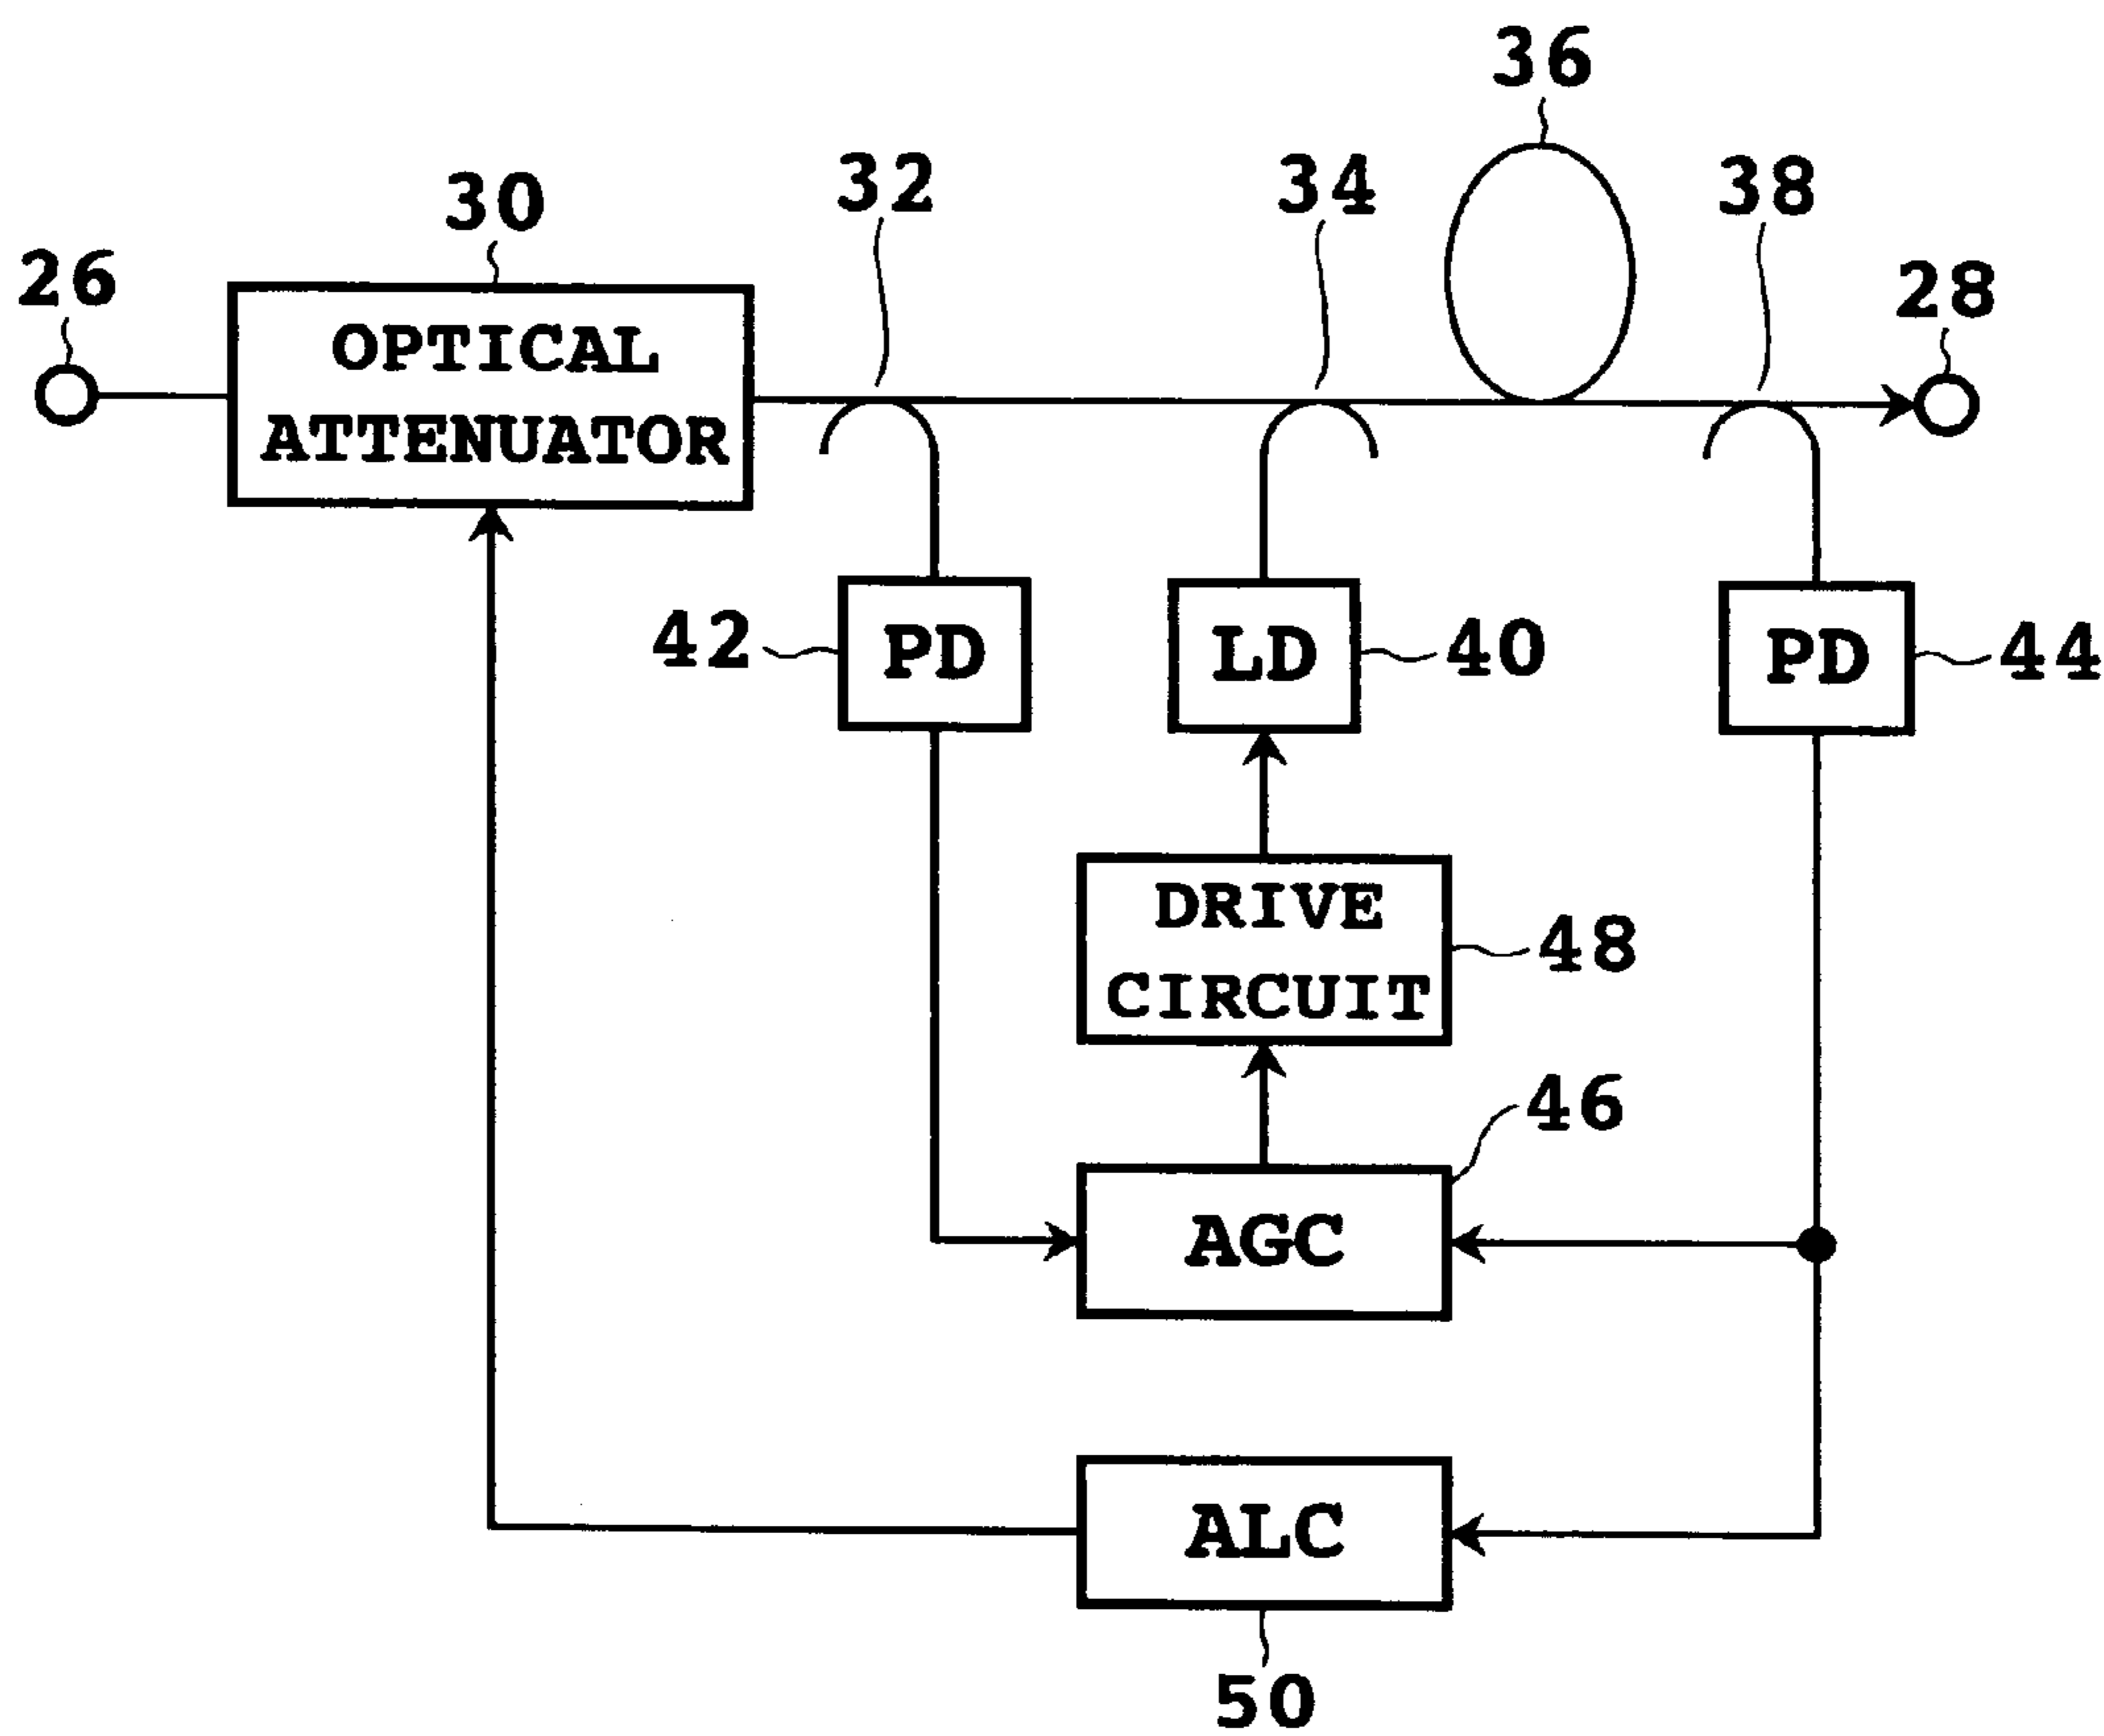 36
32
34
38
30
26
28
OPTICAL
ATTENUATOR
42
PD
LD
40
PD
44
DRIVE
CIRCUIT
48
46
AGC
ALC
50